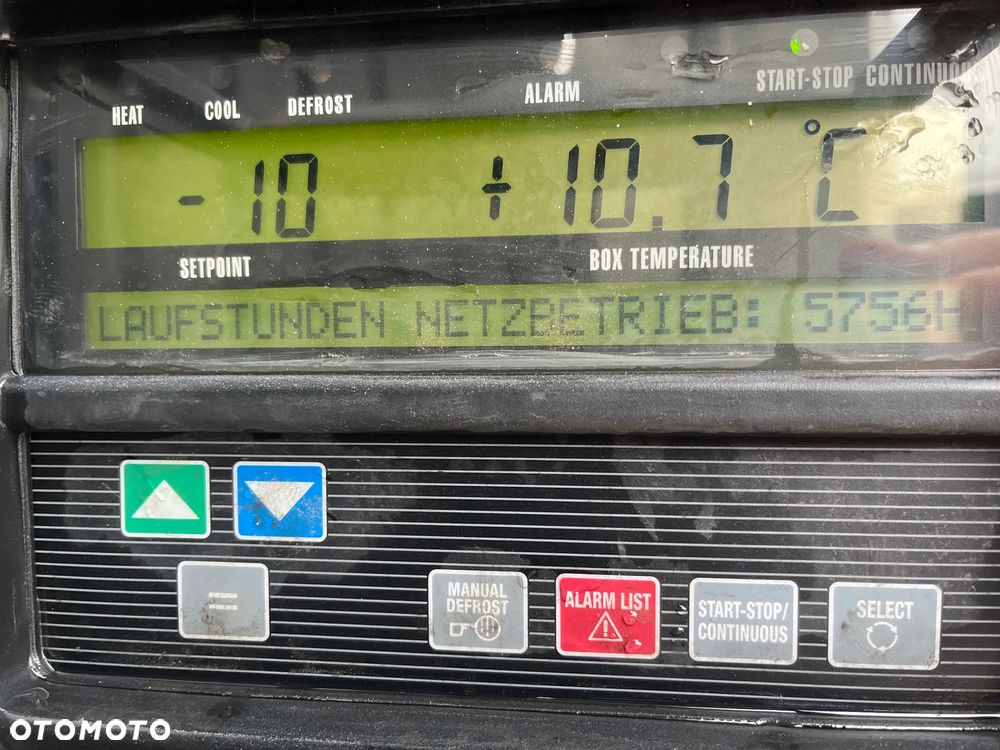 HEAT COOL DEFROST ALARM START-STOP CONTINUOUS
-10 +10.7 °C
SETPOINT BOX TEMPERATURE
LAUFSTUNDEN NETZBETRIEB: 5756H
=
MANUAL
DEFROST
ALARM LIST
START-STOP/
CONTINUOUS
SELECT
OTOMOTO